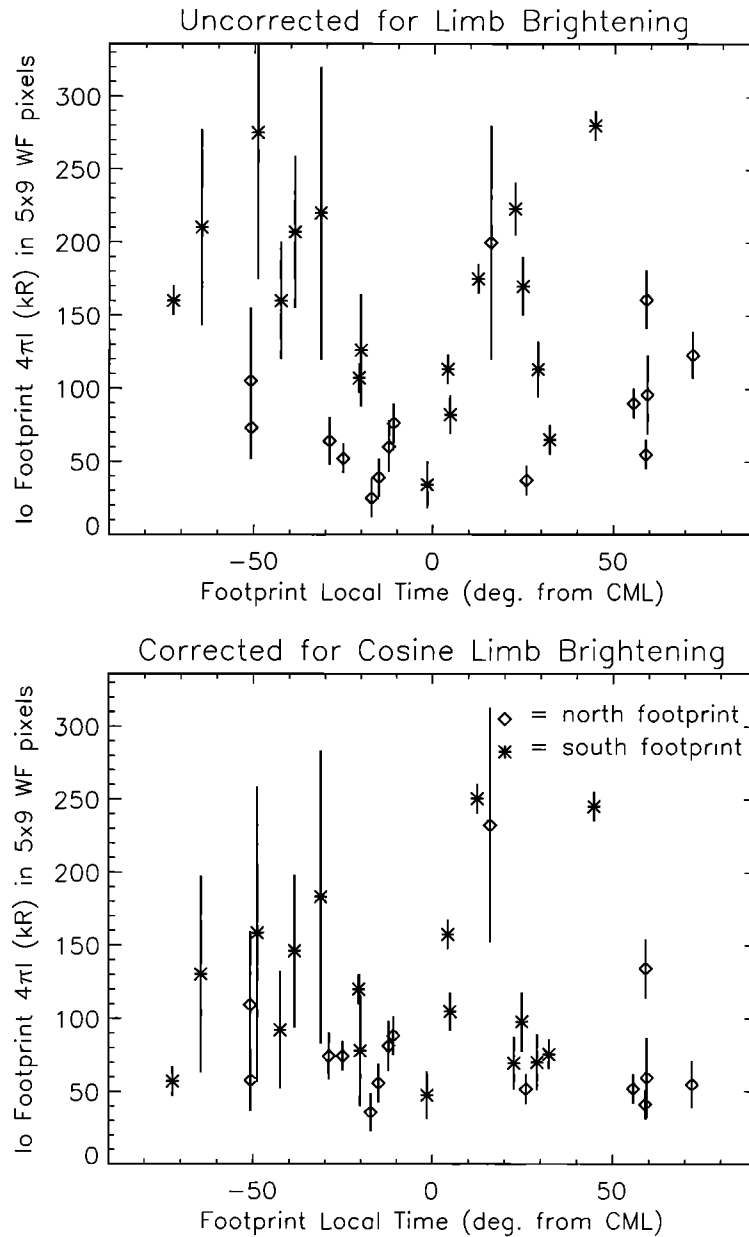 Uncorrected for Limb Brightening
Io Footprint 4πI (kR) in 5x9 WF pixels
300
250
200
150
100
50
0
−50 0 50
Footprint Local Time (deg. from CML)
Corrected for Cosine Limb Brightening
Io Footprint 4πI (kR) in 5x9 WF pixels
300
250
200
150
100
50
0
= north footprint
= south footprint
−50 0 50
Footprint Local Time (deg. from CML)